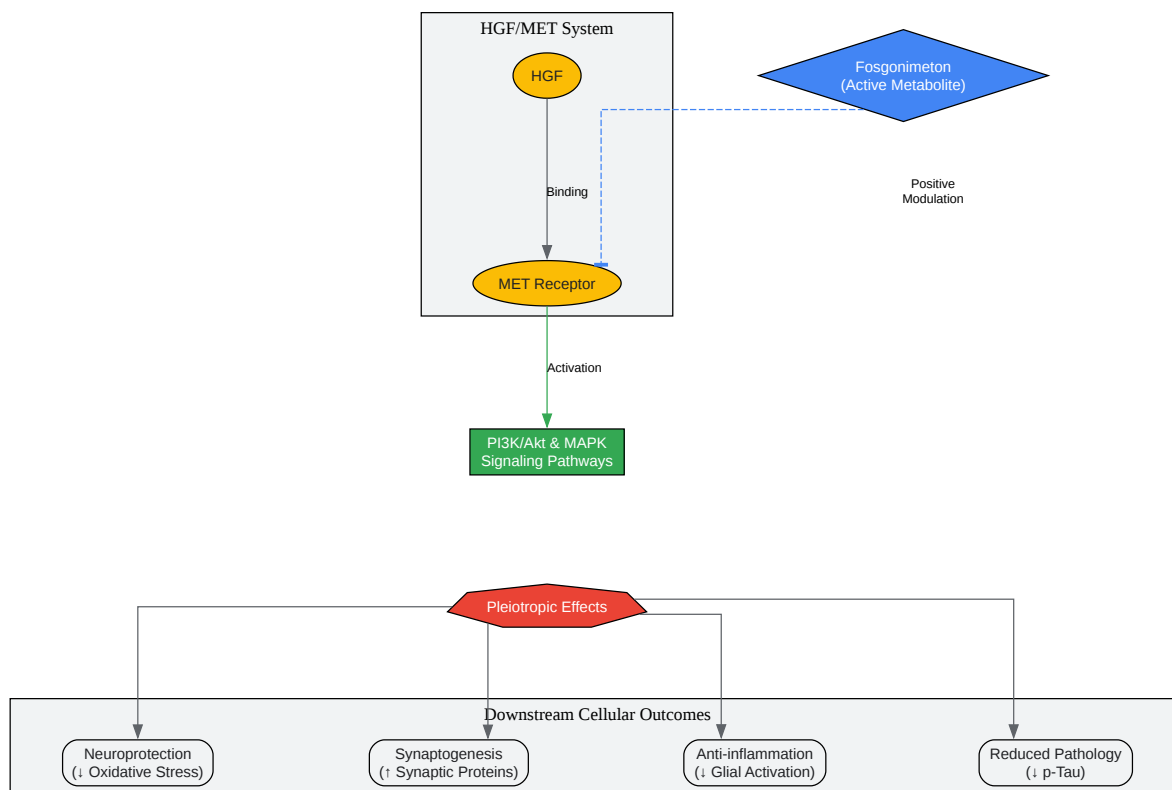 HGF/MET System
HGF
Fosgonimeton
(Active Metabolite)
Binding
Positive
Modulation
MET Receptor
Activation
PI3K/Akt & MAPK
Signaling Pathways
Pleiotropic Effects
Downstream Cellular Outcomes
Neuroprotection
(↓ Oxidative Stress)
Synaptogenesis
(↑ Synaptic Proteins)
Anti-inflammation
(↓ Glial Activation)
Reduced Pathology
(↓ p-Tau)